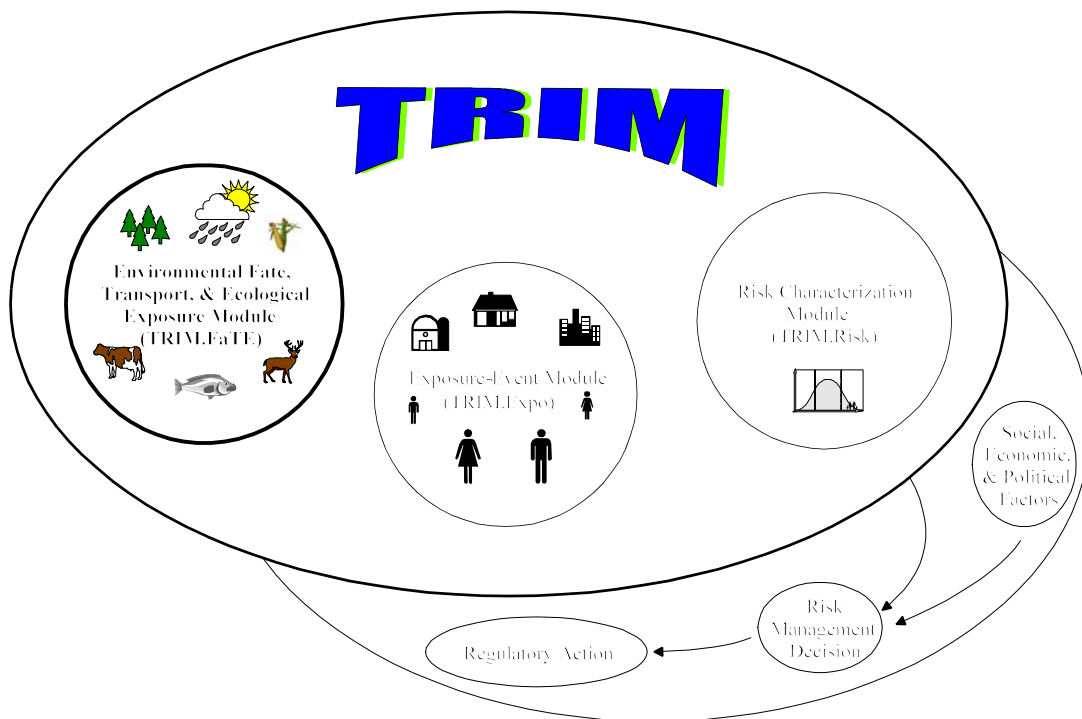 TRIM
Environmental Fate,
Transport, & Ecological
Exposure Module
(TRIM.FaTE)
Exposure-Event Module
(TRIM.Expo)
Risk Characterization
Module
(TRIM.Risk)
Social,
Economic,
& Political
Factors
Risk
Management
Decision
Regulatory Action